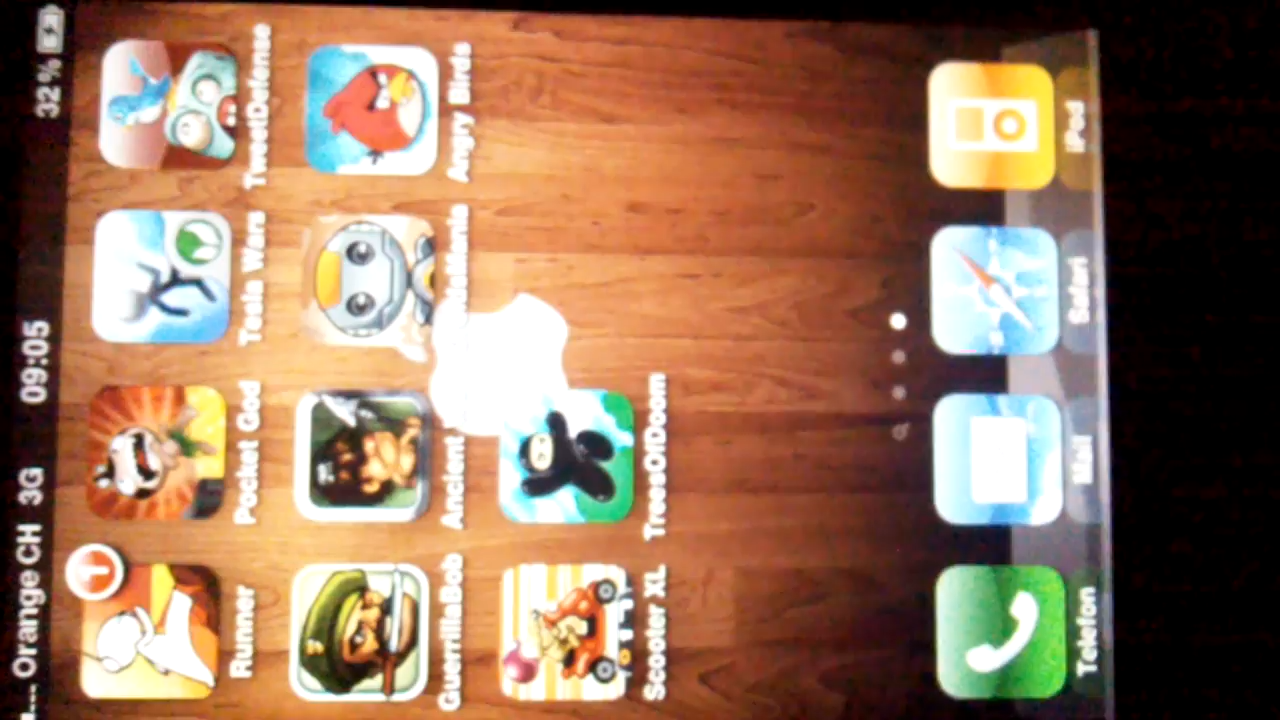 Orange CH 3G 09:05 32%
1
Runner Pocket God Tesla Wars TweetDefense
GuerrillaBob Ancient Angry Birds
Scooter XL TreesOfDoom
Telefon Mail Safari iPod